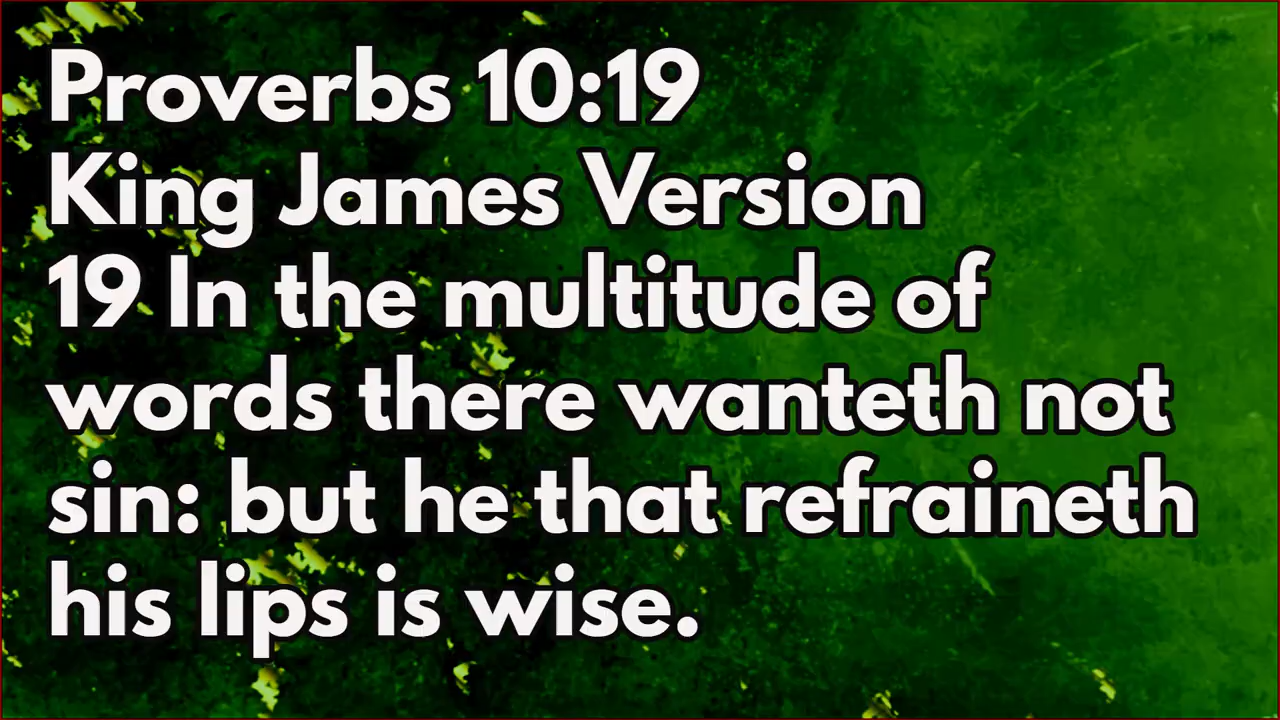 Proverbs 10:19
King James Version
19 In the multitude of
words there wanteth not
sin: but he that refraineth
his lips is wise.